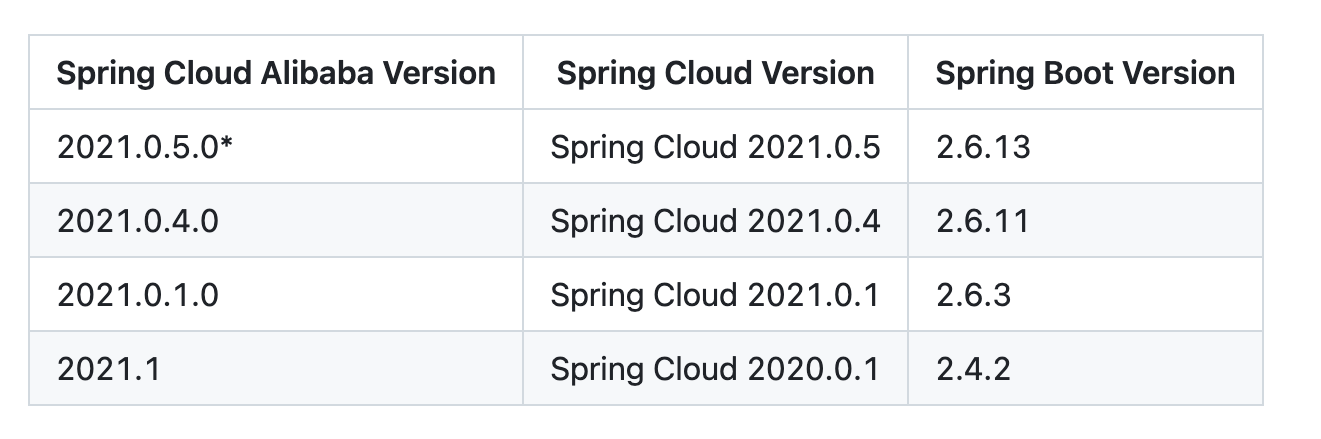 Spring Cloud Alibaba Version Spring Cloud Version Spring Boot Version
2021.0.5.0* Spring Cloud 2021.0.5 2.6.13
2021.0.4.0 Spring Cloud 2021.0.4 2.6.11
2021.0.1.0 Spring Cloud 2021.0.1 2.6.3
2021.1 Spring Cloud 2020.0.1 2.4.2